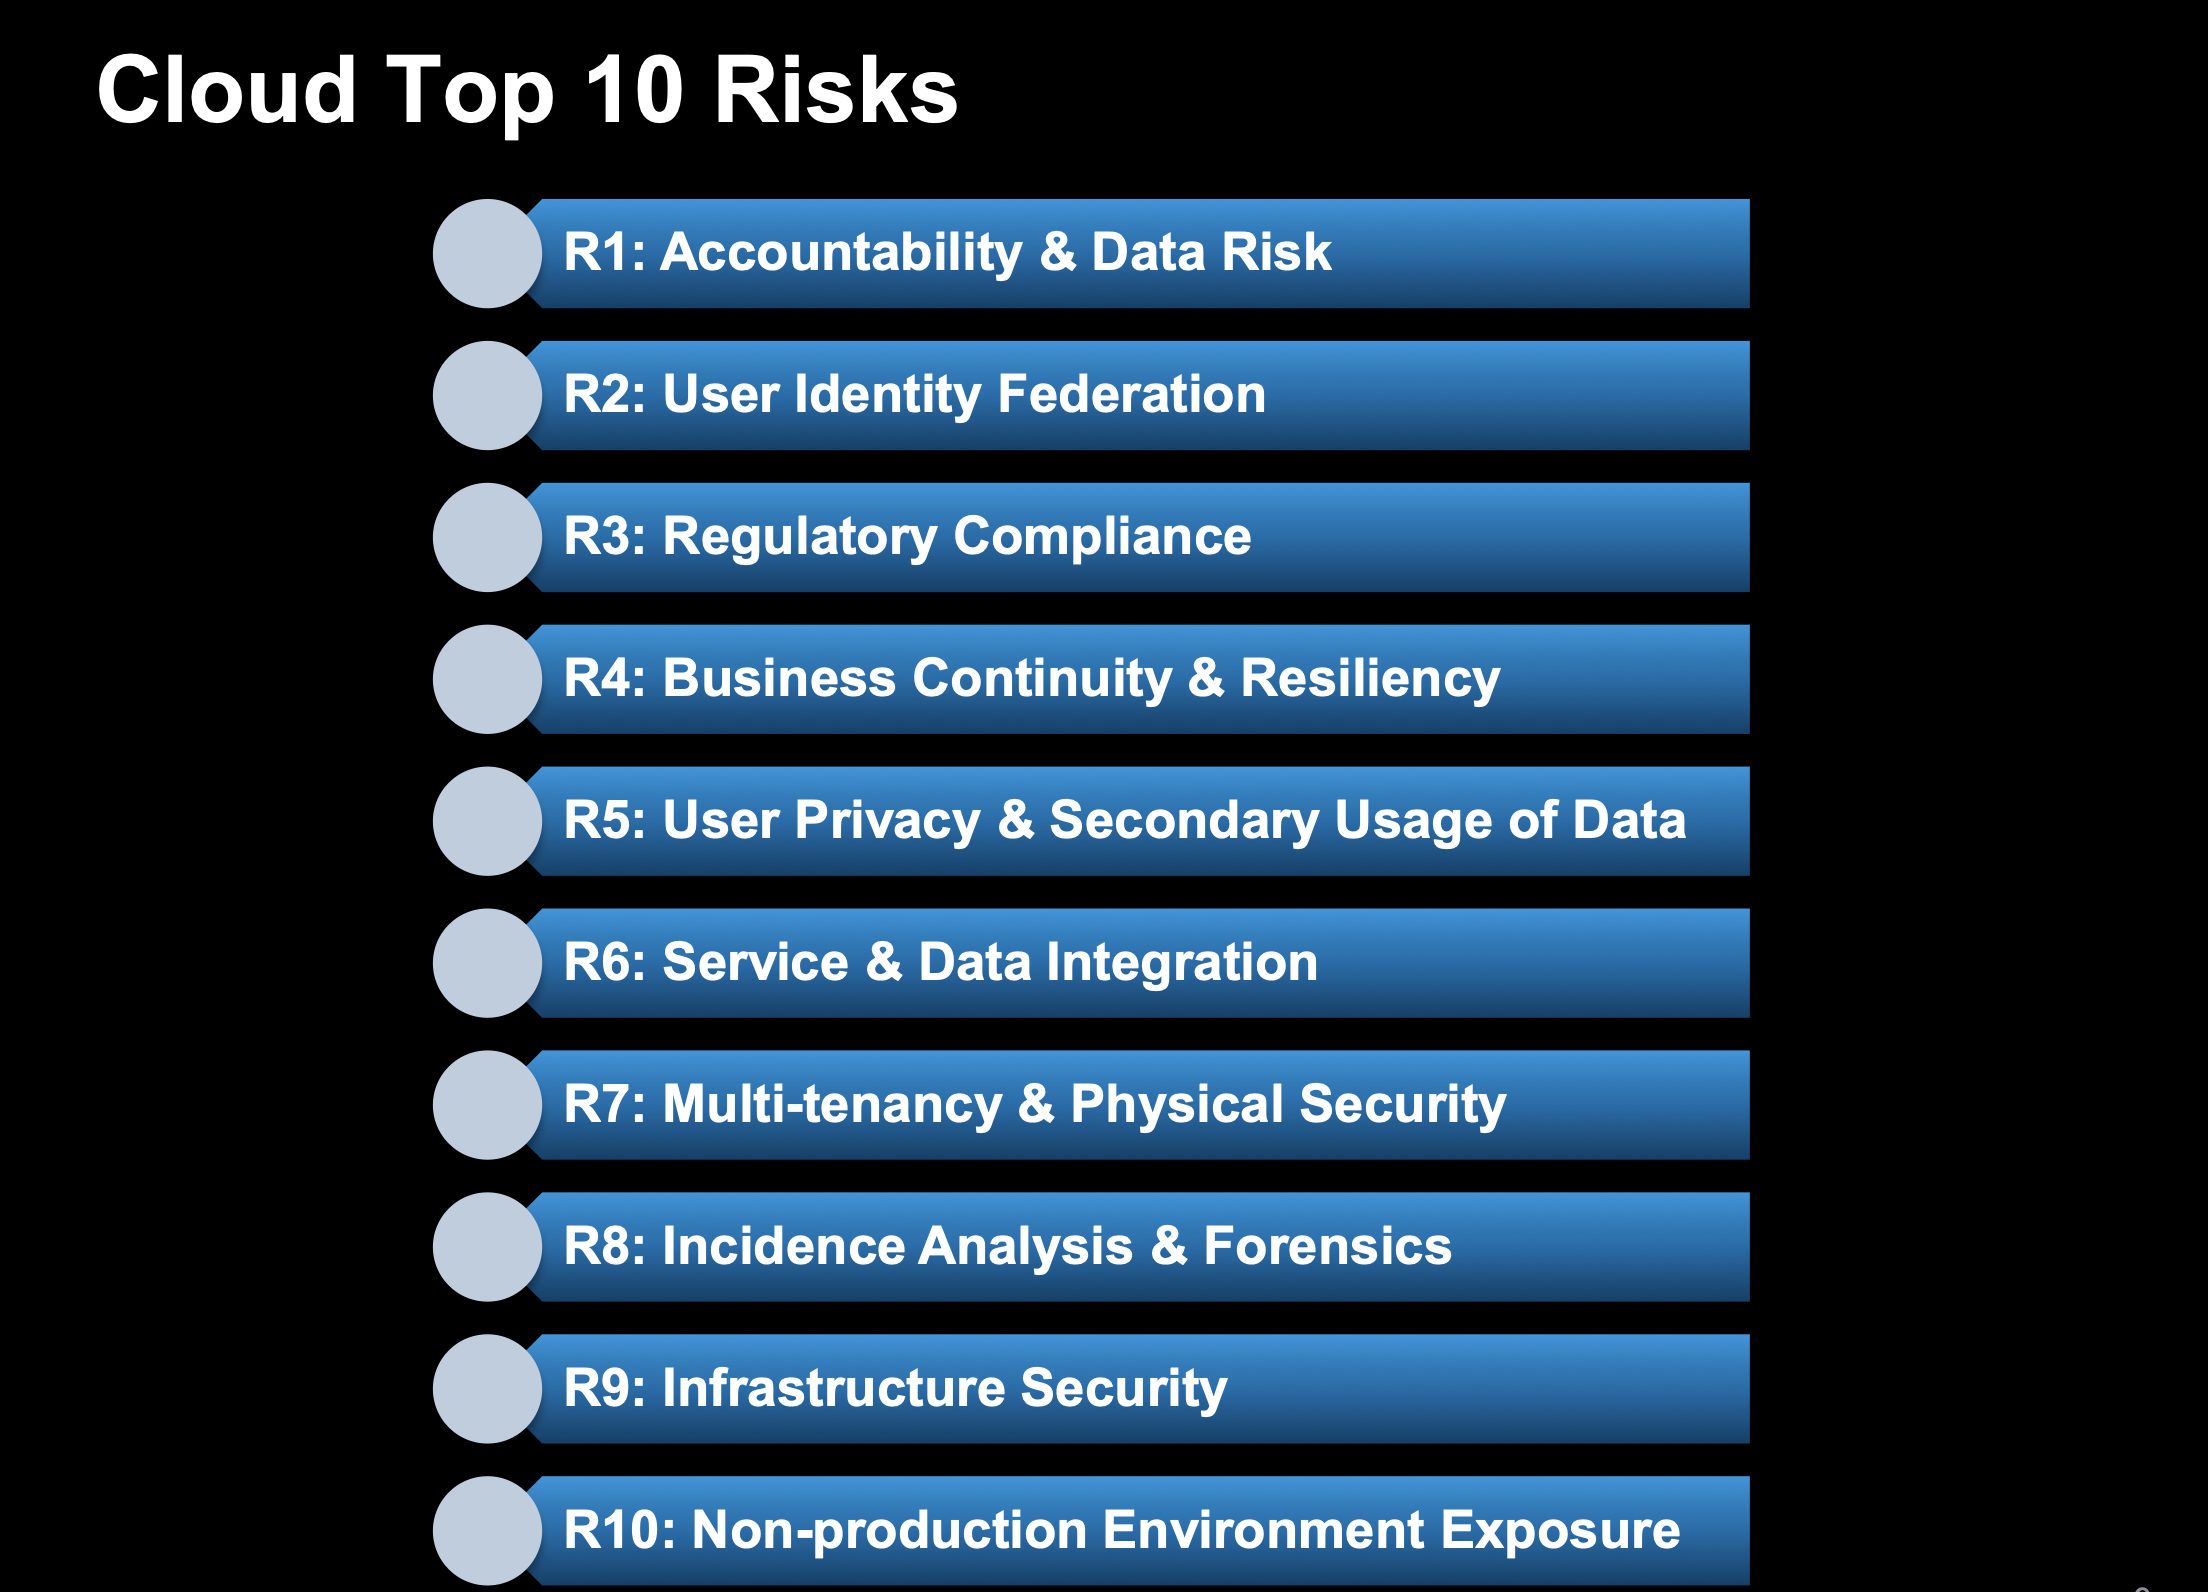 Cloud Top 10 Risks
R1: Accountability & Data Risk
R2: User Identity Federation
R3: Regulatory Compliance
R4: Business Continuity & Resiliency
R5: User Privacy & Secondary Usage of Data
R6: Service & Data Integration
R7: Multi-tenancy & Physical Security
R8: Incidence Analysis & Forensics
R9: Infrastructure Security
R10: Non-production Environment Exposure